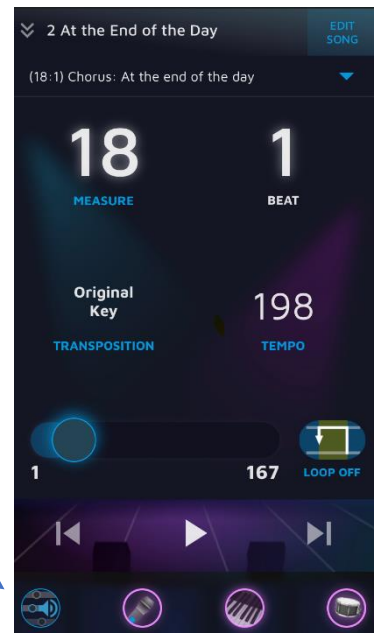 2 At the End of the Day
EDIT
SONG
(18:1) Chorus: At the end of the day
18
1
MEASURE
BEAT
Original
Key
198
TRANSPOSITION
TEMPO
1
167
LOOP OFF